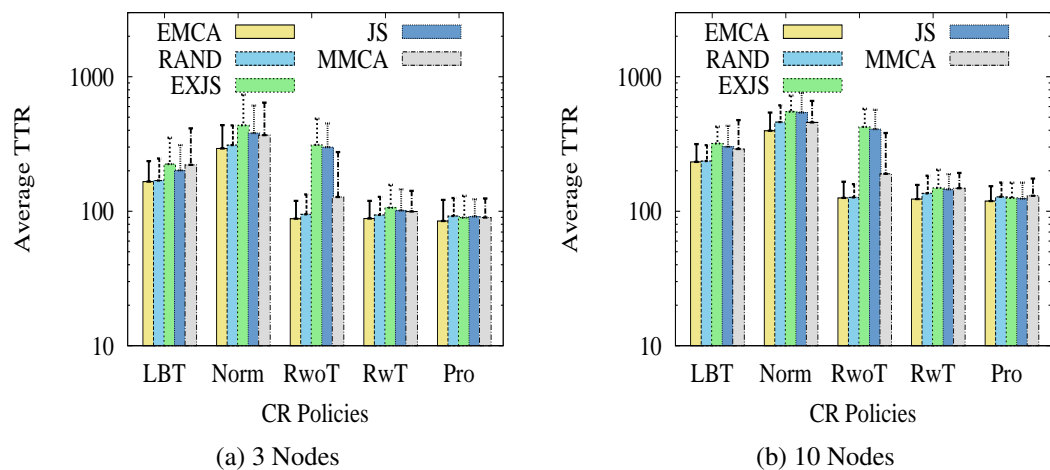 EMCA
RAND
EXJS
JS
MMCA
1000
100
10
Average TTR
LBT Norm RwoT RwT Pro
CR Policies
(a) 3 Nodes
EMCA
RAND
EXJS
JS
MMCA
1000
100
10
Average TTR
LBT Norm RwoT RwT Pro
CR Policies
(b) 10 Nodes